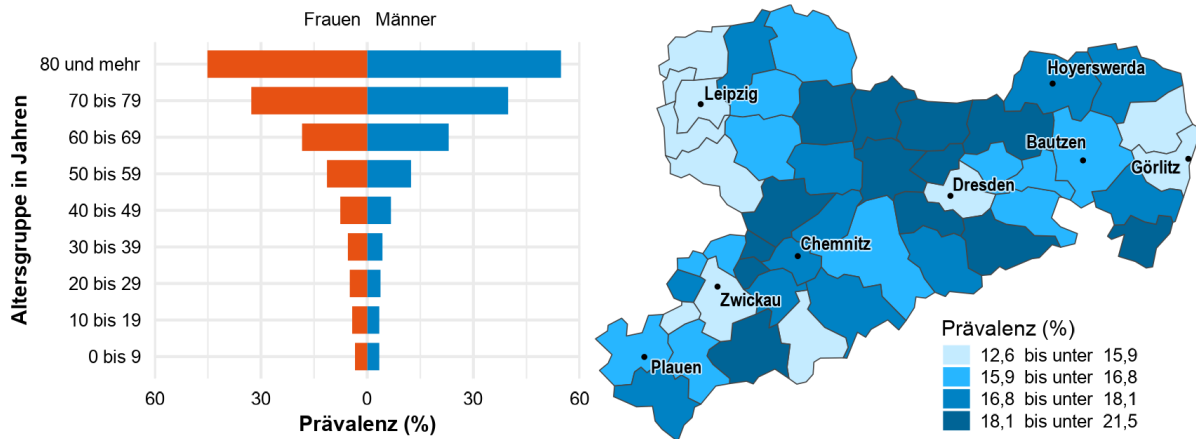 Frauen Männer
Altersgruppe in Jahren
80 und mehr
70 bis 79
60 bis 69
50 bis 59
40 bis 49
30 bis 39
20 bis 29
10 bis 19
0 bis 9
60 30 0 30 60
Prävalenz (%)
Hoyerswerda
Leipzig
Bautzen
Görlitz
Dresden
Chemnitz
Zwickau
Plauen
Prävalenz (%)
12,6 bis unter 15,9
15,9 bis unter 16,8
16,8 bis unter 18,1
18,1 bis unter 21,5